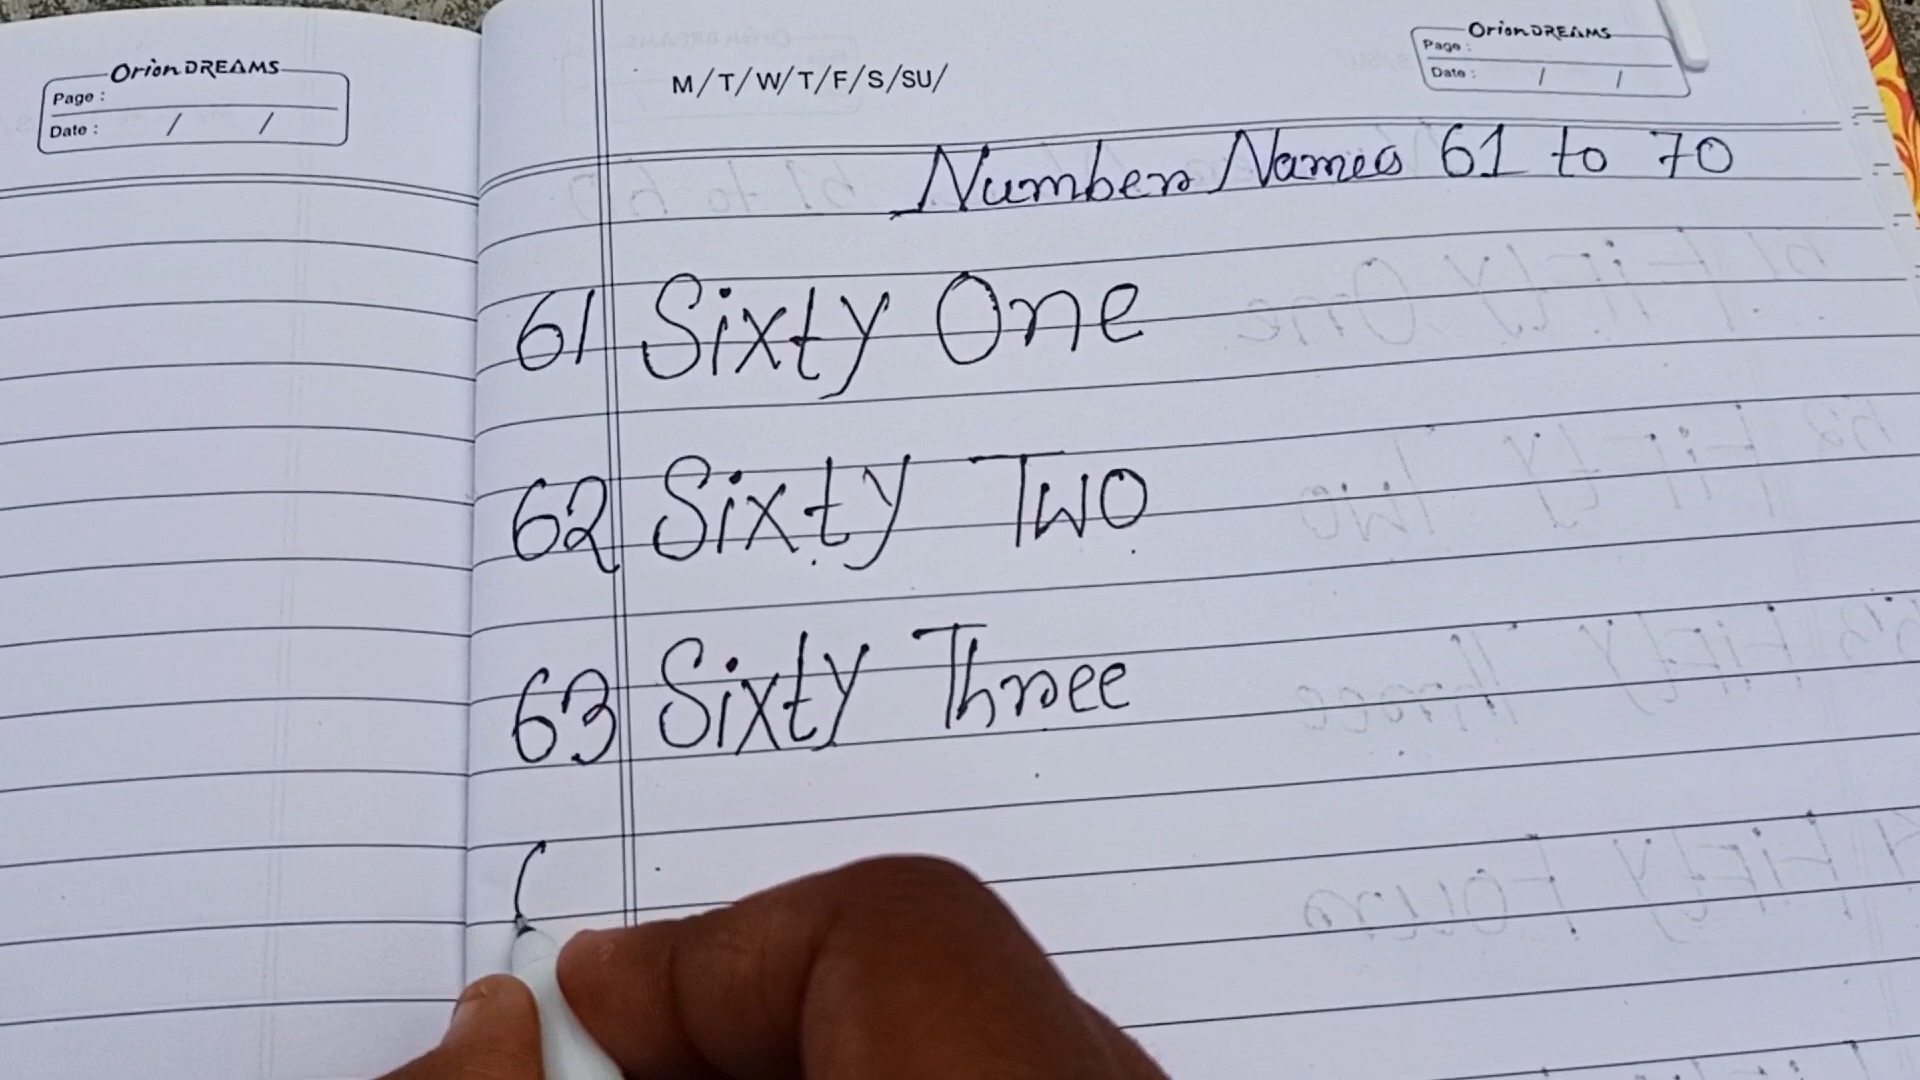 Orion DREAMS
Page :
Date : / /
M/T/W/T/F/S/SU/
Orion DREAMS
Page :
Date : / /
Number Names 61 to 70
61 Sixty One
62 Sixty Two
63 Sixty Three